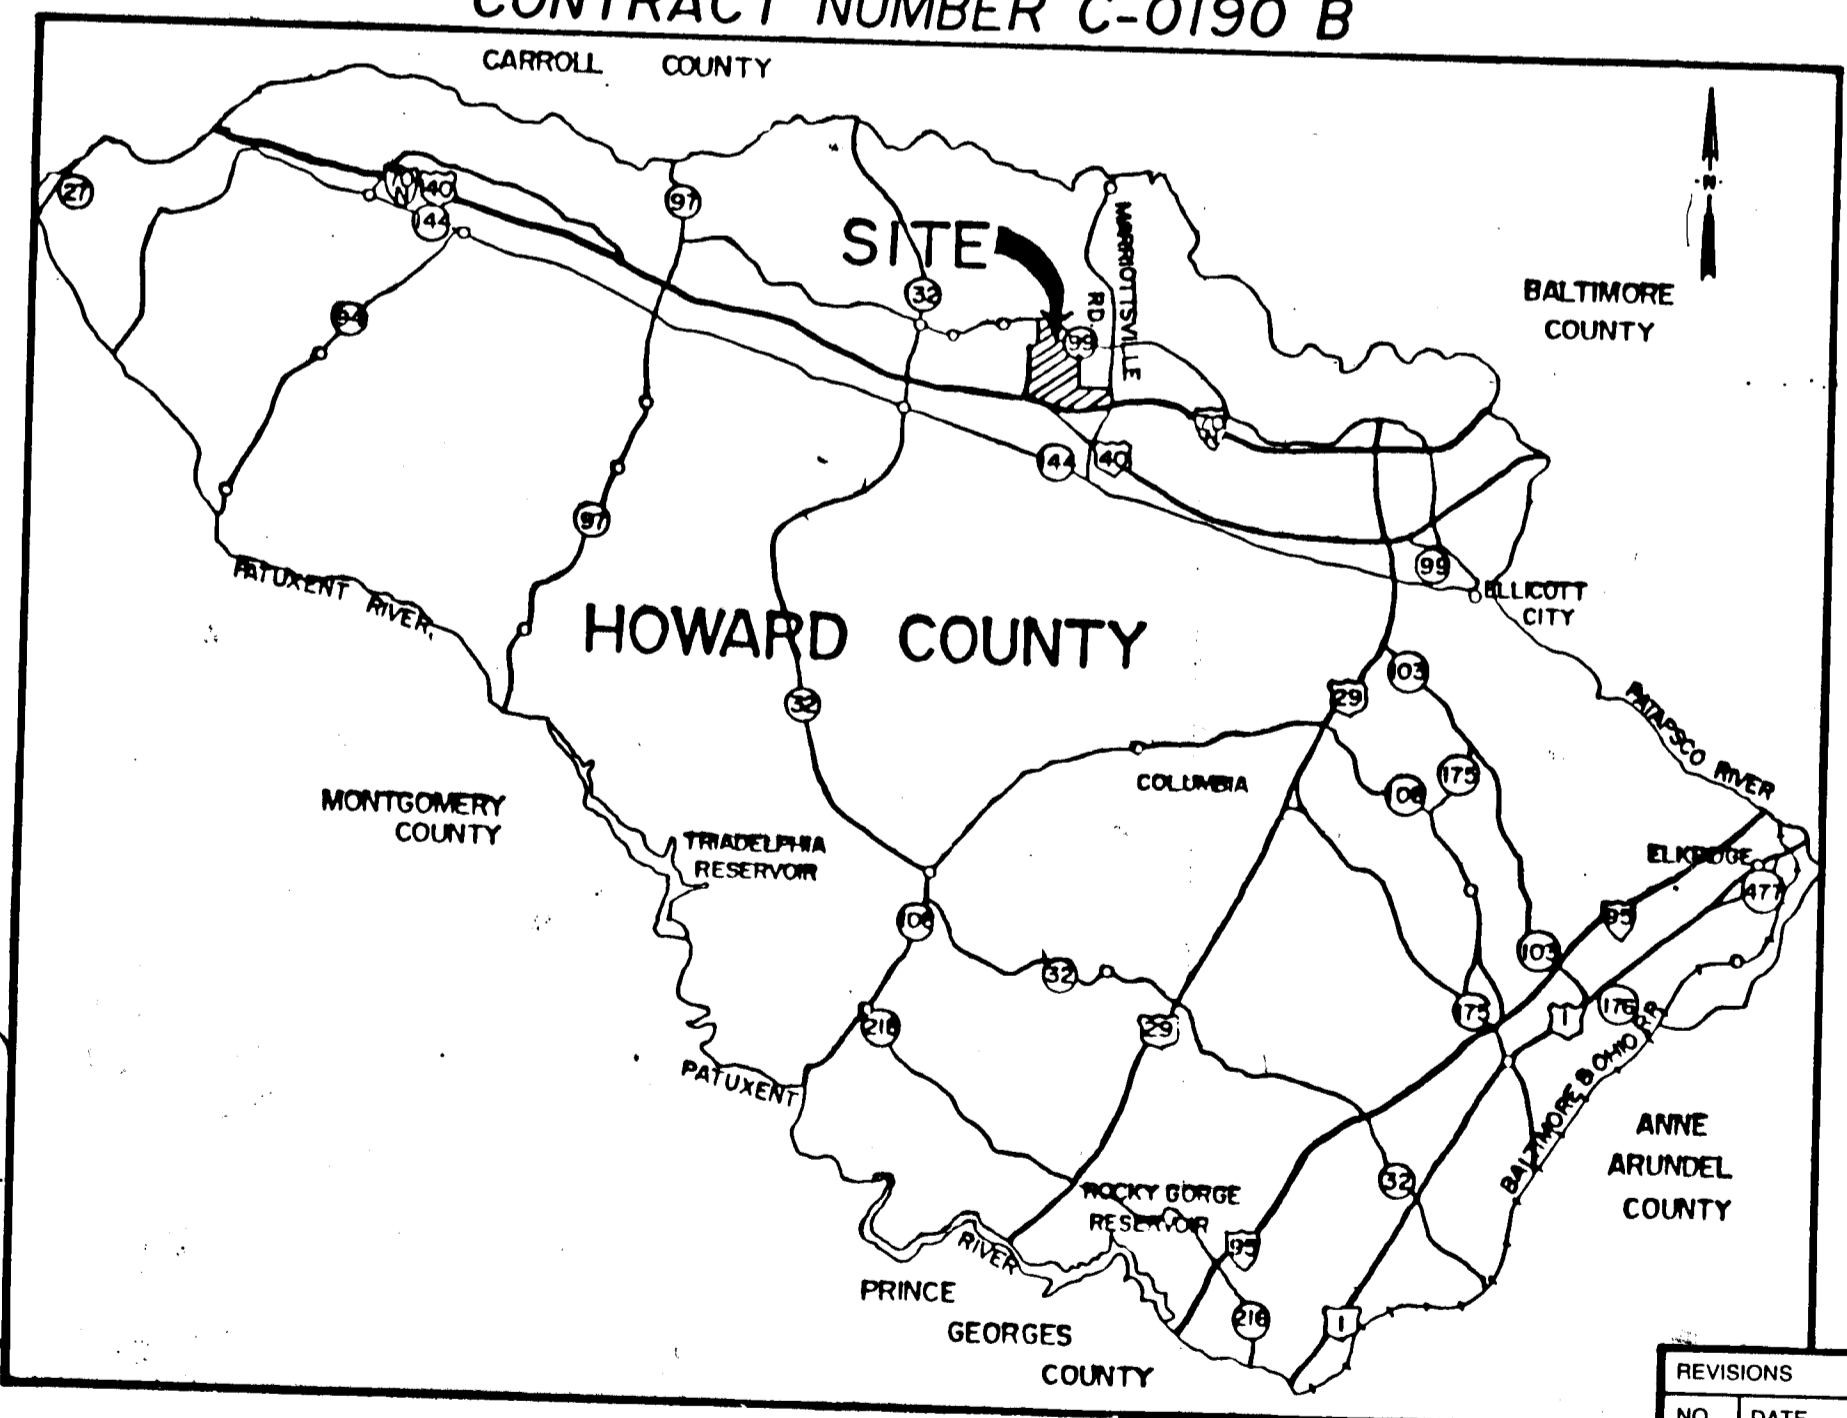 CONTRACT NUMBER C-0190 B
CARROLL COUNTY
27
70
N
40
144
97
SITE
32
MARRIOTTSVILLE
RD.
99
N
BALTIMORE
COUNTY
94
70
N
144
40
97
99
ELLICOTT
CITY
PATUXENT RIVER
HOWARD COUNTY
103
29
32
PATAPSCO RIVER
COLUMBIA
175
108
MONTGOMERY
COUNTY
TRIADELPHIA
RESERVOIR
ELKRIDGE
477
95
108
103
32
216
29
175
1
176
BALTIMORE & OHIO R.R.
PATUXENT
ANNE
ARUNDEL
COUNTY
32
ROCKY GORGE
RESERVOIR
RIVER
95
PRINCE
GEORGES
COUNTY
216
1
REVISIONS
NO. DATE